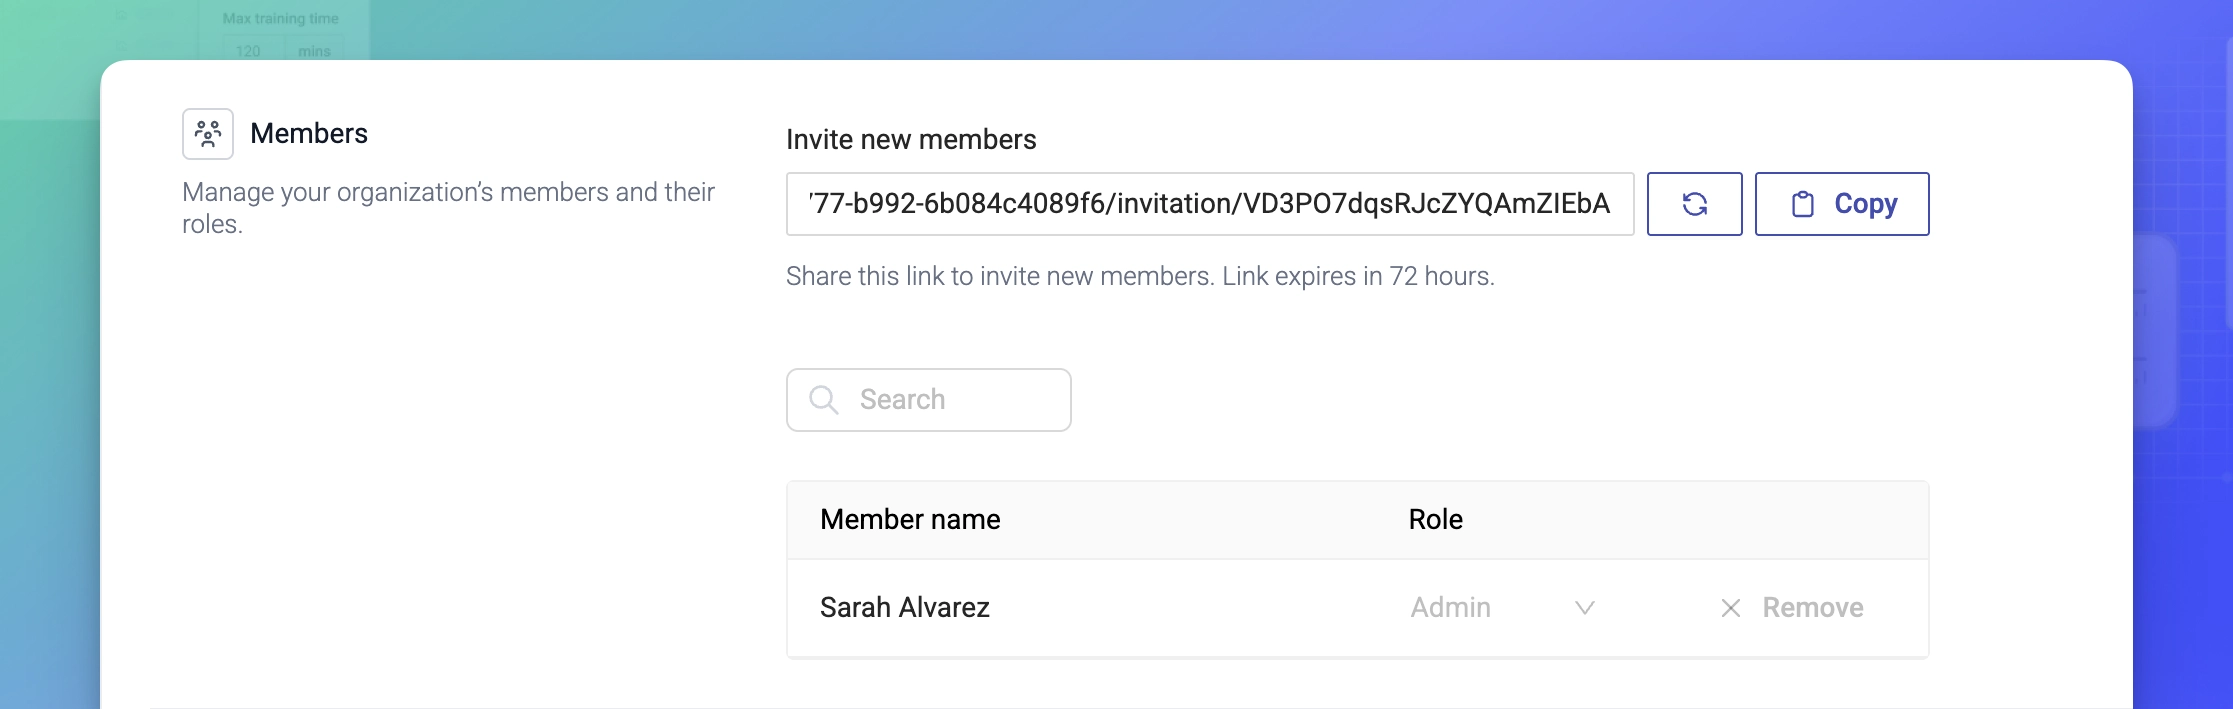 Max training time
120 mins
Members
Manage your organization’s members and their
roles.
Invite new members
777-b992-6b084c4089f6/invitation/VD3PO7dqsRJcZYQAmZIEbA
Copy
Share this link to invite new members. Link expires in 72 hours.
Search
Member name Role
Sarah Alvarez Admin Remove